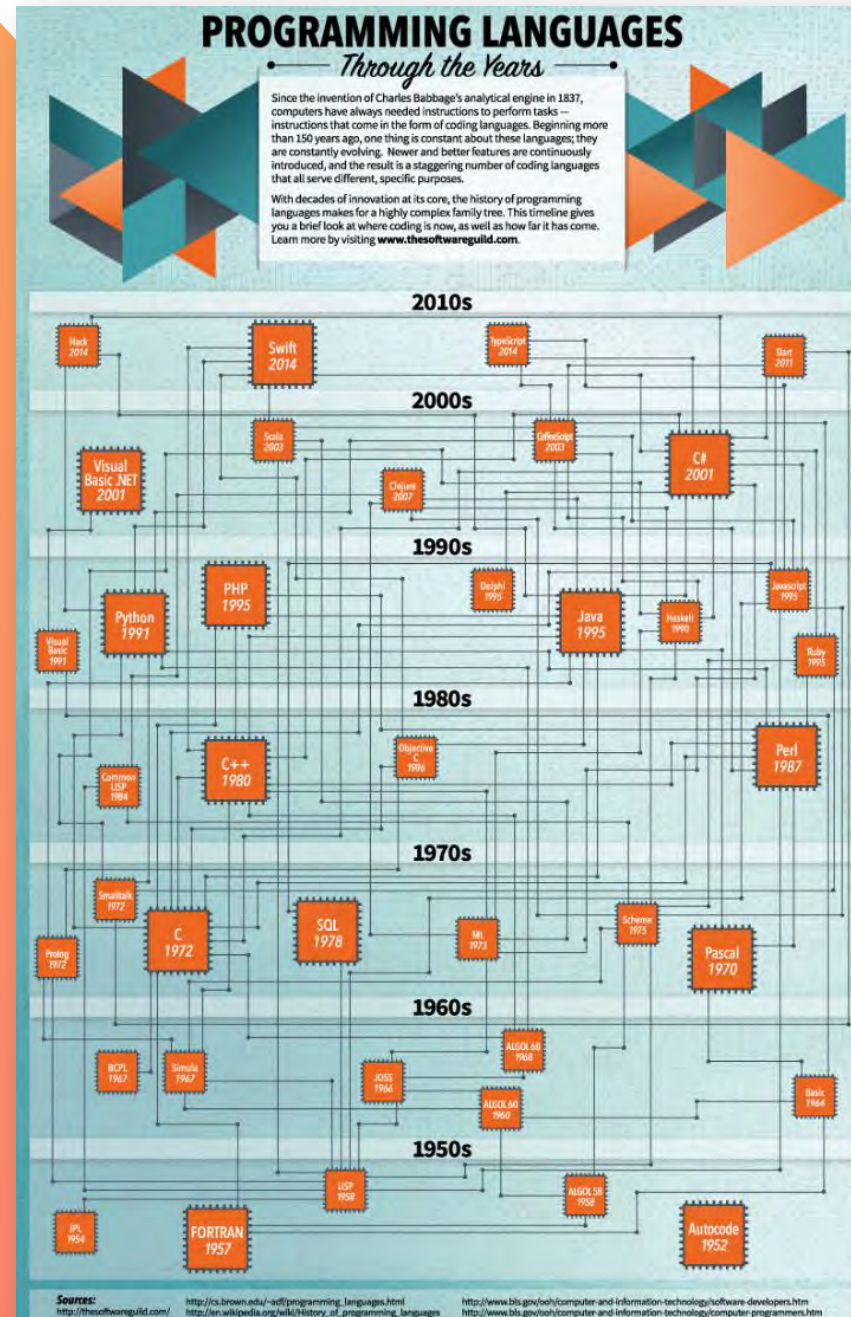 PROGRAMMING LANGUAGES
Through the Years
Since the invention of Charles Babbage's analytical engine in 1837,
computers have always needed instructions to perform tasks —
instructions that come in the form of coding languages. Beginning more
than 150 years ago, one thing is constant about these languages; they
are constantly evolving. Newer and better features are continuously
introduced, and the result is a staggering number of coding languages
that all serve different, specific purposes.
With decades of innovation at its core, the history of programming
languages makes for a highly complex family tree. This timeline gives
you a brief look at where coding is now, as well as how far it has come.
Learn more by visiting www.thesoftwareguild.com.
2010s
Hack
2014
Swift
2014
TypeScript
2014
Dart
2011
2000s
Scala
2003
CoffeeScript
2003
C#
2001
Visual
Basic .NET
2001
Clojure
2007
1990s
PHP
1995
Delphi
1995
Javascript
1995
Python
1991
Java
1995
Haskell
1990
Visual
Basic
1991
Ruby
1995
1980s
C++
1980
Objective
C
1986
Perl
1987
Common
LISP
1984
1970s
Smalltalk
1972
C
1972
SQL
1978
ML
1973
Scheme
1975
Pascal
1970
Prolog
1972
1960s
BCPL
1967
Simula
1967
JOSS
1966
ALGOL 68
1968
ALGOL 60
1960
Basic
1964
1950s
LISP
1958
ALGOL 58
1958
IPL
1954
FORTRAN
1957
Autocode
1952
Sources:
http://thesoftwareguild.com/
http://cs.brown.edu/~adf/programming_languages.html
http://en.wikipedia.org/wiki/History_of_programming_languages
http://www.bls.gov/ooh/computer-and-information-technology/software-developers.htm
http://www.bls.gov/ooh/computer-and-information-technology/computer-programmers.htm